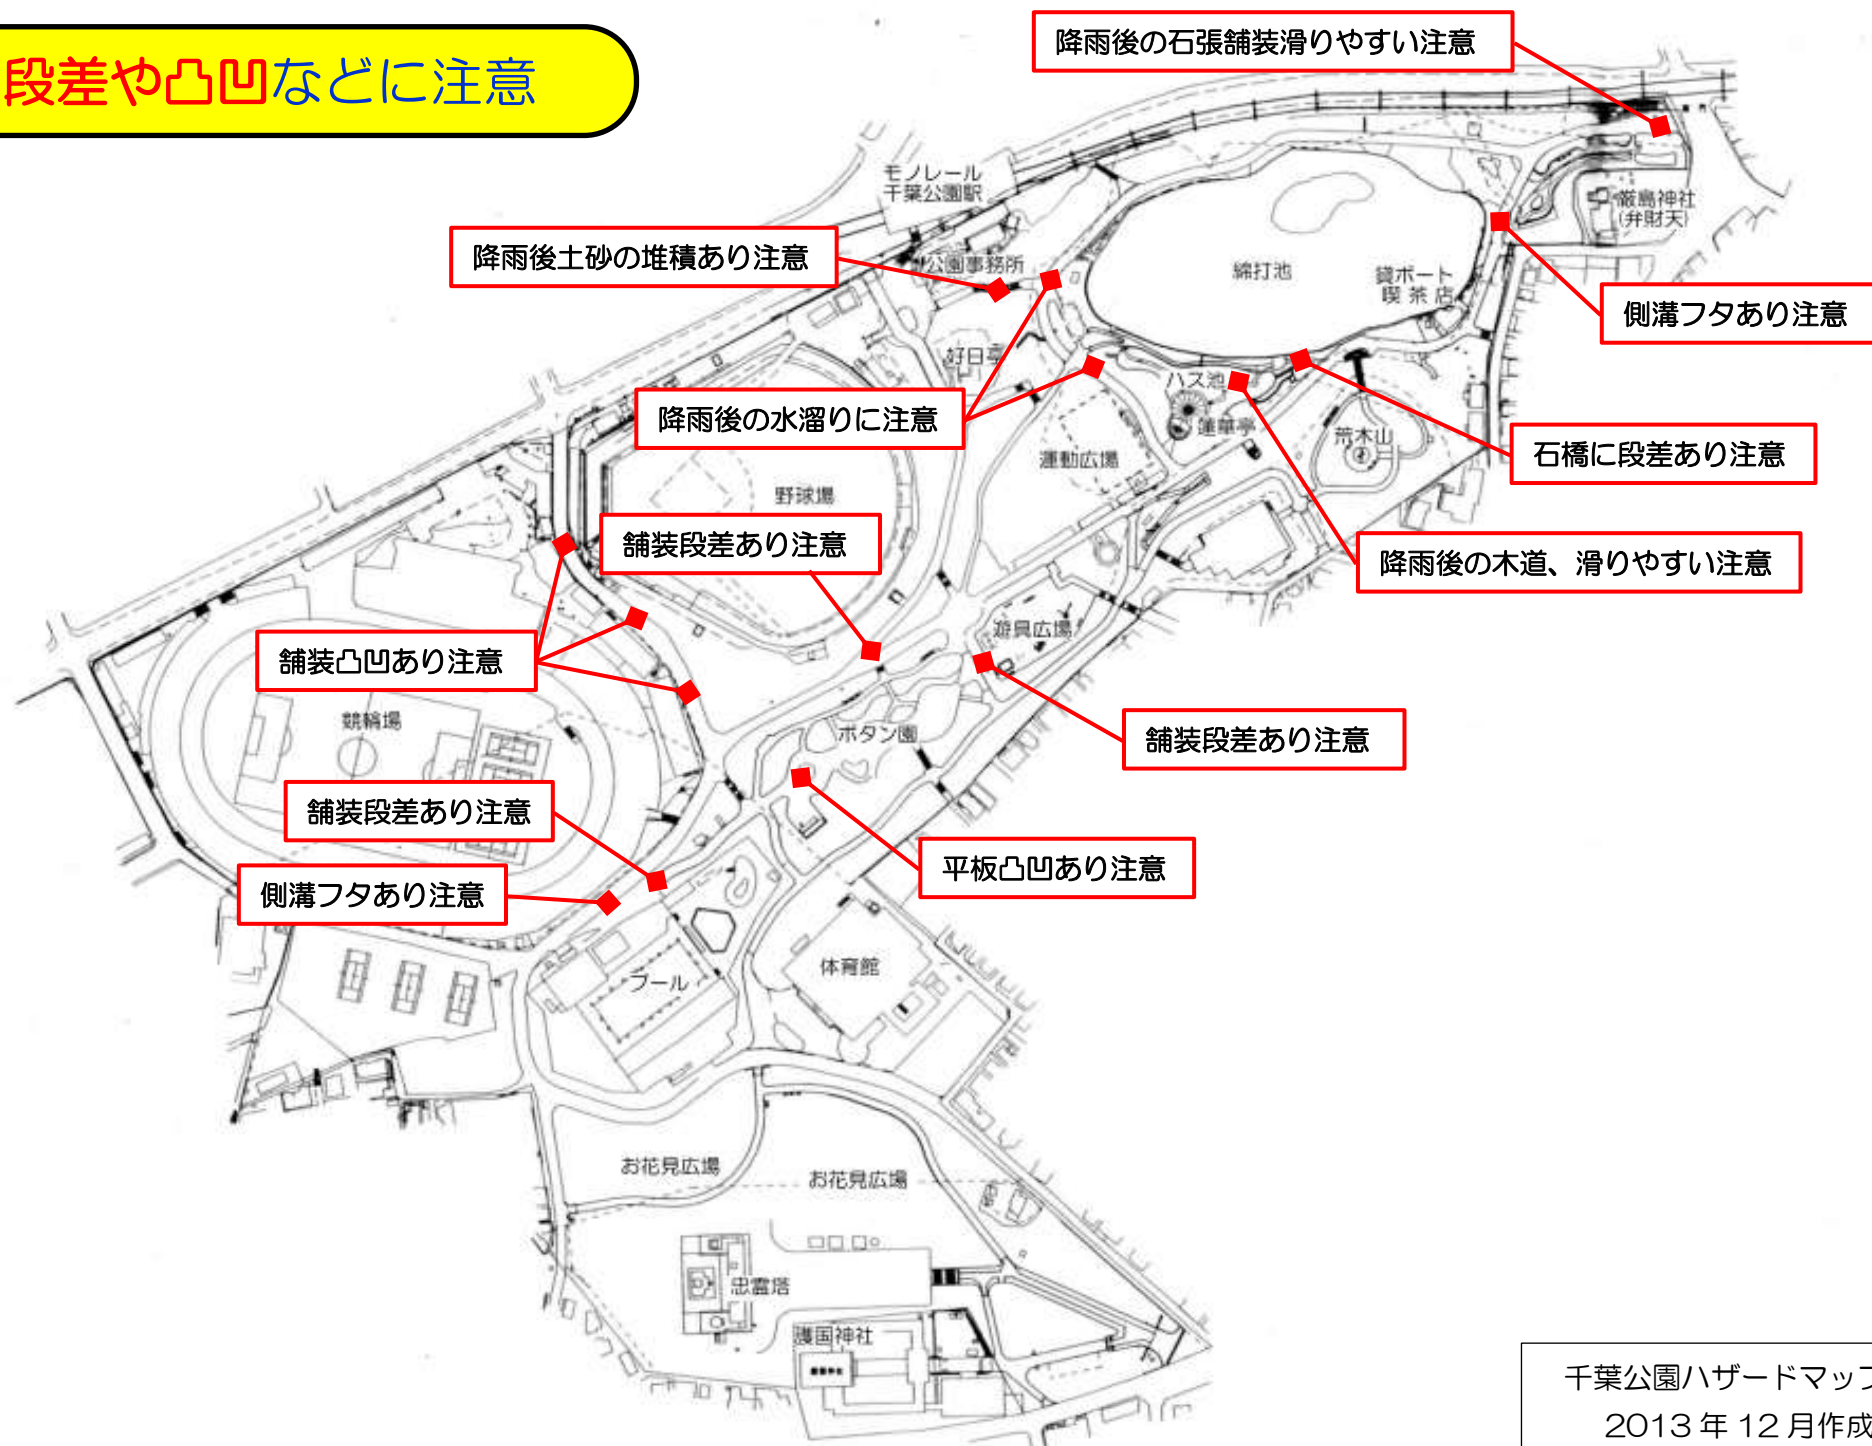 段差や凸凹などに注意
降雨後の石張舗装滑りやすい注意
モノレール
千葉公園駅
厳島神社
(弁財天)
降雨後土砂の堆積あり注意
公園事務所
綿打池
貸ボート
喫茶店
側溝フタあり注意
好日亭
ハス池
降雨後の水溜りに注意
蓮華亭
荒木山
石橋に段差あり注意
運動広場
野球場
舗装段差あり注意
降雨後の木道、滑りやすい注意
遊具広場
舗装凸凹あり注意
競輪場
ボタン園
舗装段差あり注意
舗装段差あり注意
平板凸凹あり注意
側溝フタあり注意
体育館
プール
お花見広場
お花見広場
忠霊塔
護国神社
千葉公園ハザードマップ
2013年12月作成